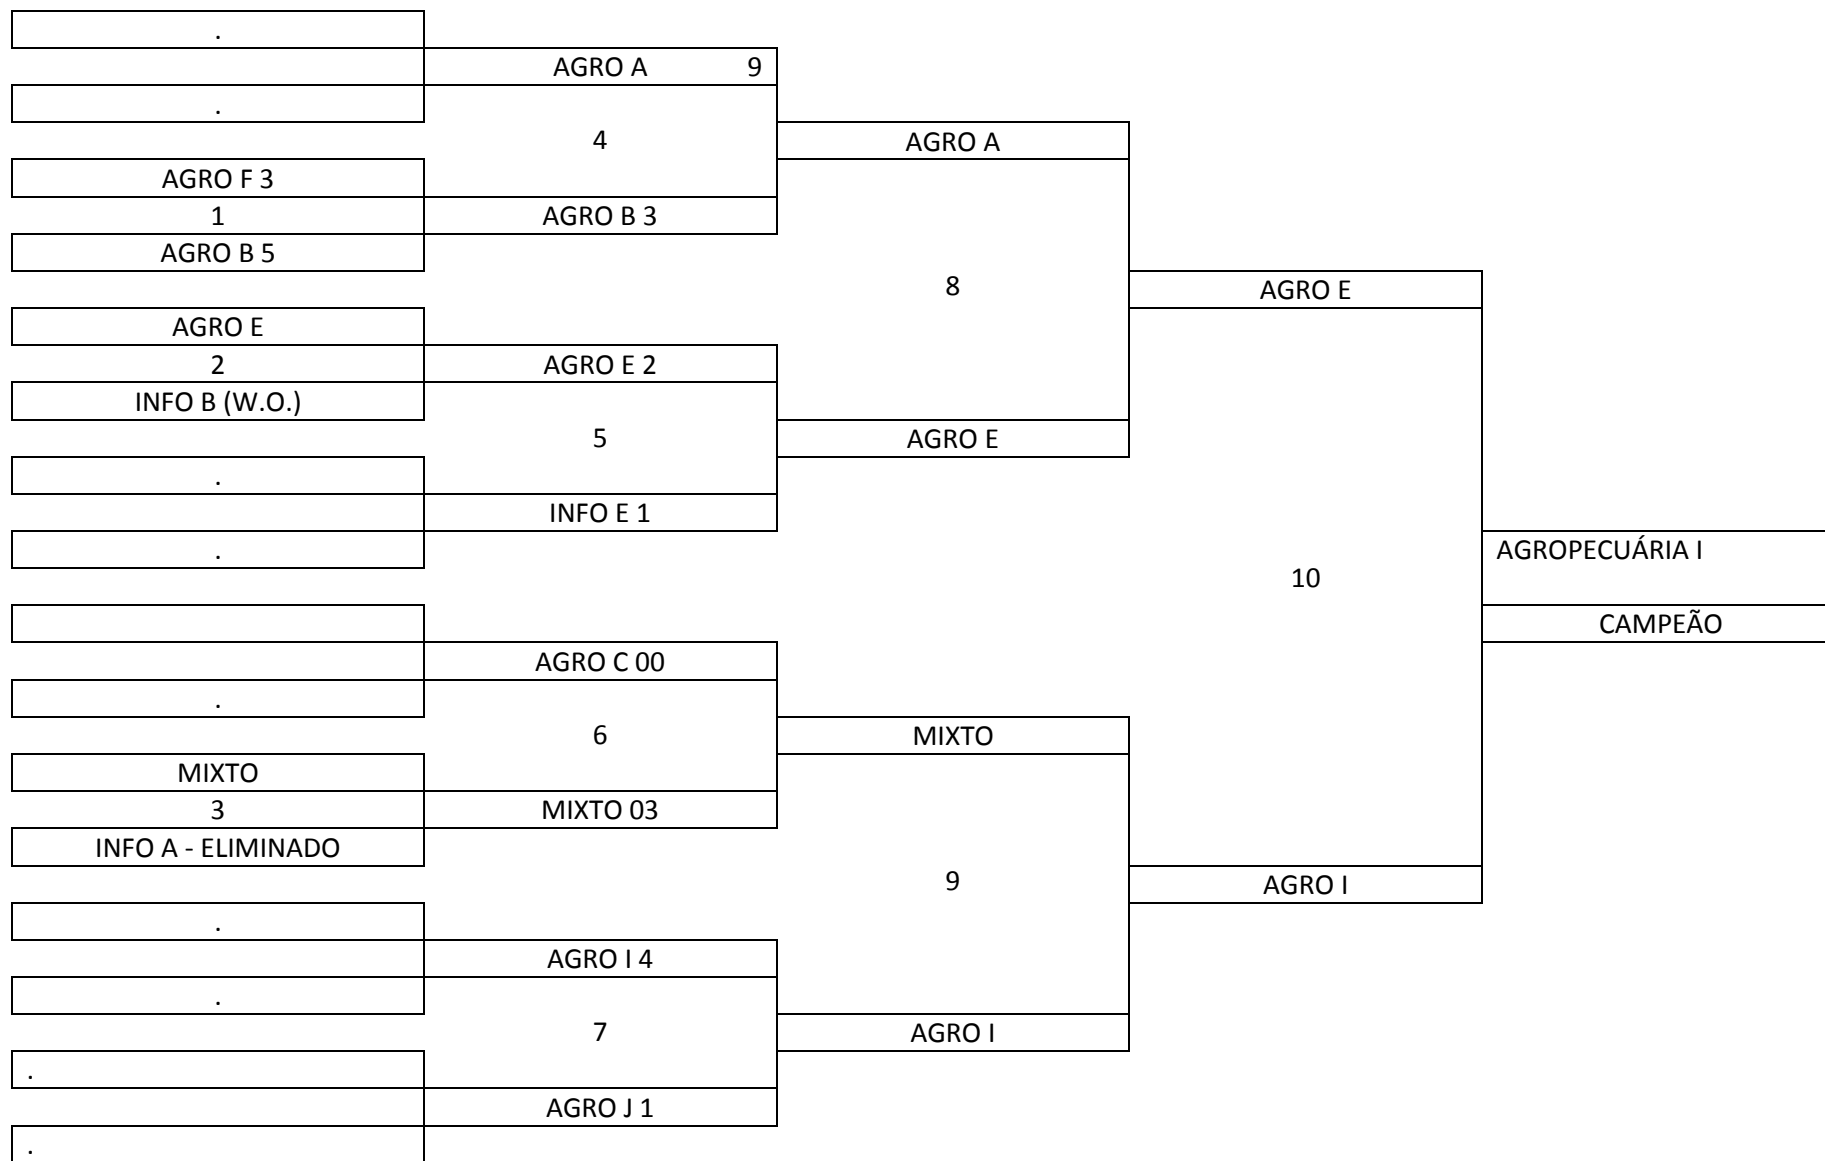 .
AGRO A 9
.
4
AGRO A
AGRO F 3
1
AGRO B 3
AGRO B 5
8
AGRO E
AGRO E
2
AGRO E 2
INFO B (W.O.)
5
AGRO E
.
INFO E 1
.
AGROPECUÁRIA I
10
CAMPEÃO
AGRO C 00
.
6
MIXTO
MIXTO
3
MIXTO 03
INFO A - ELIMINADO
9
AGRO I
.
AGRO I 4
.
7
AGRO I
.
AGRO J 1
.